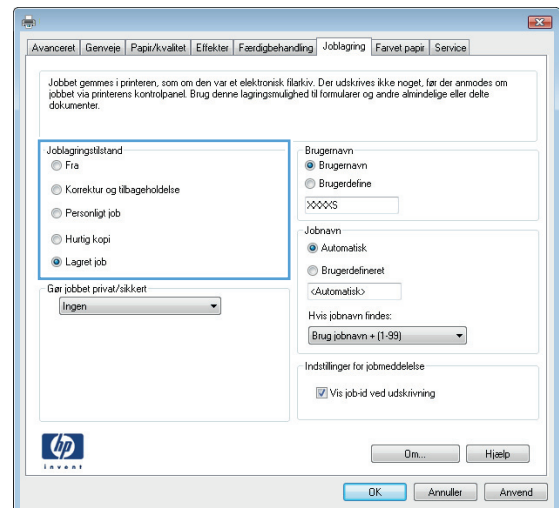 Avanceret Genveje Papir/kvalitet Effekter Færdigbehandling Joblagring Farvet papir Service
Jobbet gemmes i printeren, som om den var et elektronisk filarkiv. Der udskrives ikke noget, før der anmodes om
jobbet via printerens kontrolpanel. Brug denne lagringsmulighed til formularer og andre almindelige eller delte
dokumenter.
Joblagringstilstand
Fra
Korrektur og tilbageholdelse
Personligt job
Hurtig kopi
Lagret job
Gør jobbet privat/sikkert
Ingen
Brugernavn
Brugernavn
Brugerdefine
XXXXS
Jobnavn
Automatisk
Brugerdefineret
<Automatisk>
Hvis jobnavn findes:
Brug jobnavn + (1-99)
Indstillinger for jobmeddelelse
Vis job-id ved udskrivning
hp
invent
Om... Hjælp
OK Annuller Anvend